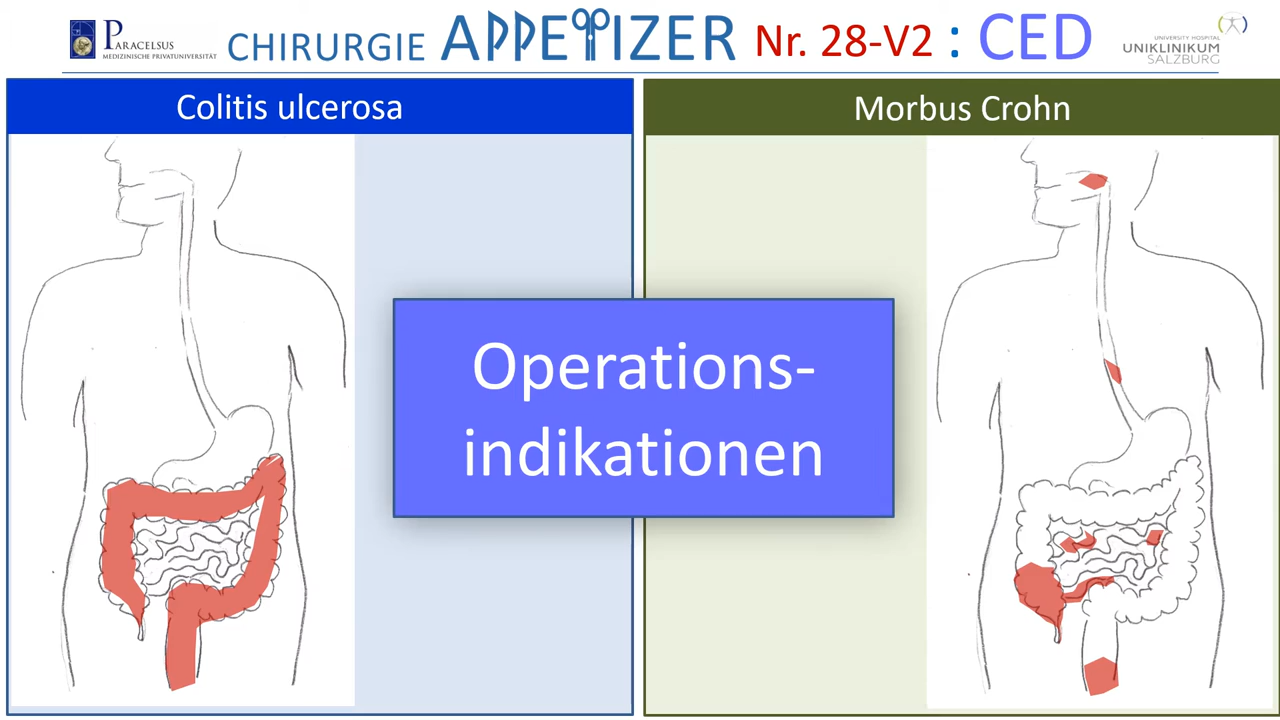 PARACELSUS
MEDIZINISCHE PRIVATUNIVERSITÄT
CHIRURGIE APPETIZER Nr. 28-V2 : CED
UNIVERSITY HOSPITAL
UNIKLINIKUM
SALZBURG
Colitis ulcerosa
Morbus Crohn
Operations-
indikationen